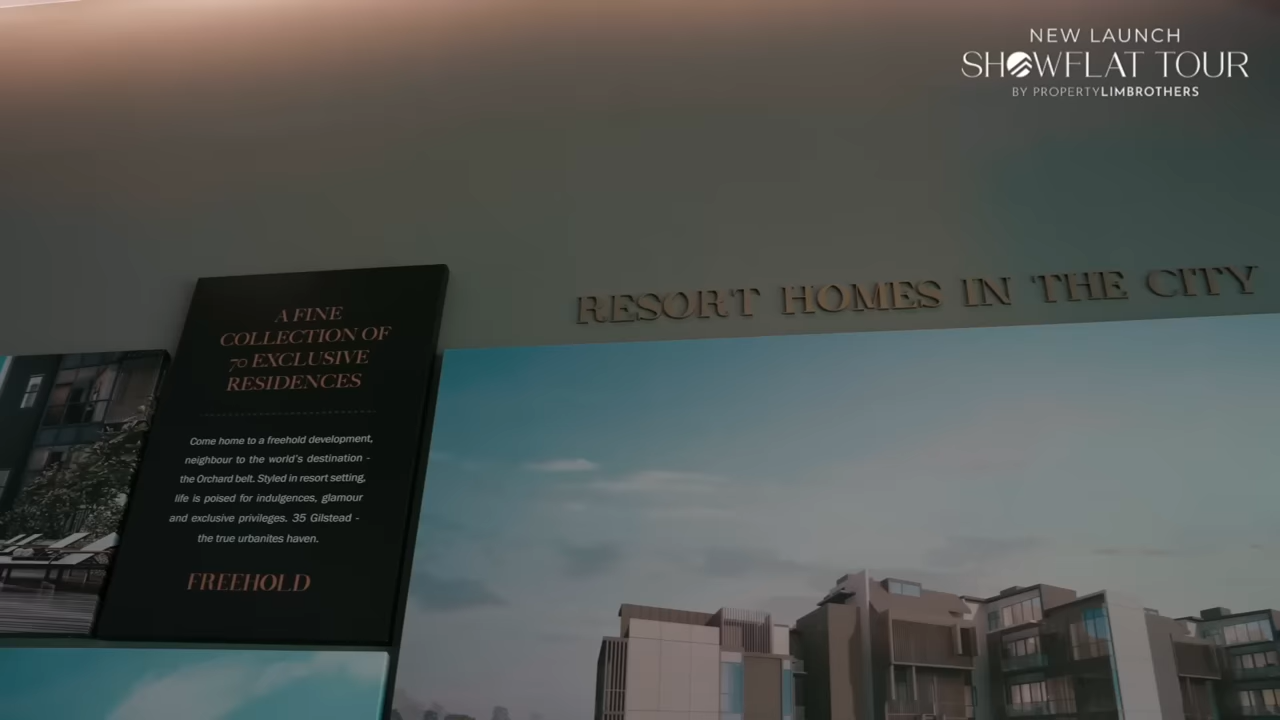 NEW LAUNCH
SHOWFLAT TOUR
BY PROPERTYLIMBROTHERS
RESORT HOMES IN THE CITY
A FINE
COLLECTION OF
70 EXCLUSIVE
RESIDENCES
Come home to a freehold development,
neighbour to the world's destination -
the Orchard belt. Styled in resort setting,
life is poised for indulgences, glamour
and exclusive privileges. 35 Gilstead -
the true urbanites haven.
FREEHOLD